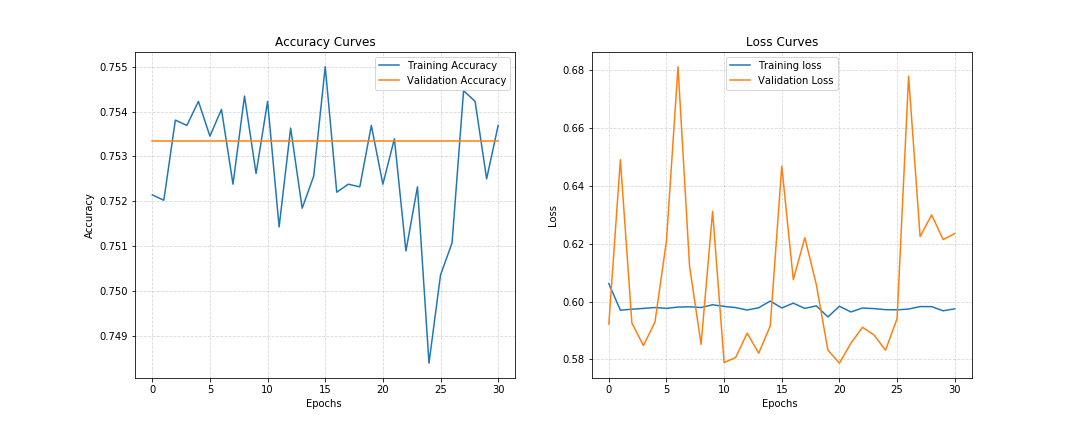 Accuracy Curves
Training Accuracy
Validation Accuracy
0.755
0.754
0.753
0.752
0.751
0.750
0.749
Accuracy
0 5 10 15 20 25 30
Epochs
Loss Curves
Training loss
Validation Loss
0.68
0.66
0.64
0.62
0.60
0.58
Loss
0 5 10 15 20 25 30
Epochs